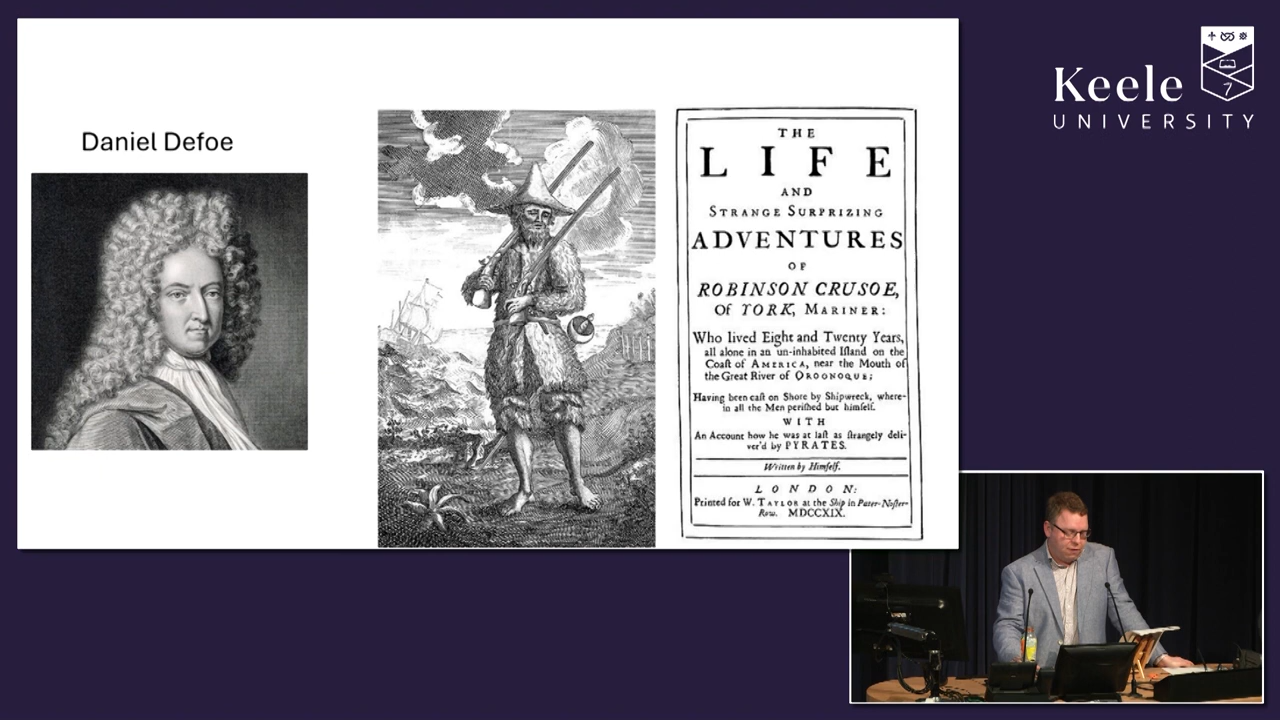 Daniel Defoe
THE
LIFE
AND
STRANGE SURPRIZING
ADVENTURES
OF
ROBINSON CRUSOE,
Of YORK, MARINER:
Who lived Eight and Twenty Years,
all alone in an un-inhabited Iſland on the
Coaſt of AMERICA, near the Mouth of
the Great River of OROONOQUE;
Having been caſt on Shore by Shipwreck, where-
in all the Men periſhed but himſelf.
WITH
An Account how he was at laſt as ſtrangely deli-
ver'd by PYRATES.
Written by Himſelf.
LONDON:
Printed for W. TAYLOR at the Ship in Pater-Noſter-
Row. MDCCXIX.
Keele
UNIVERSITY